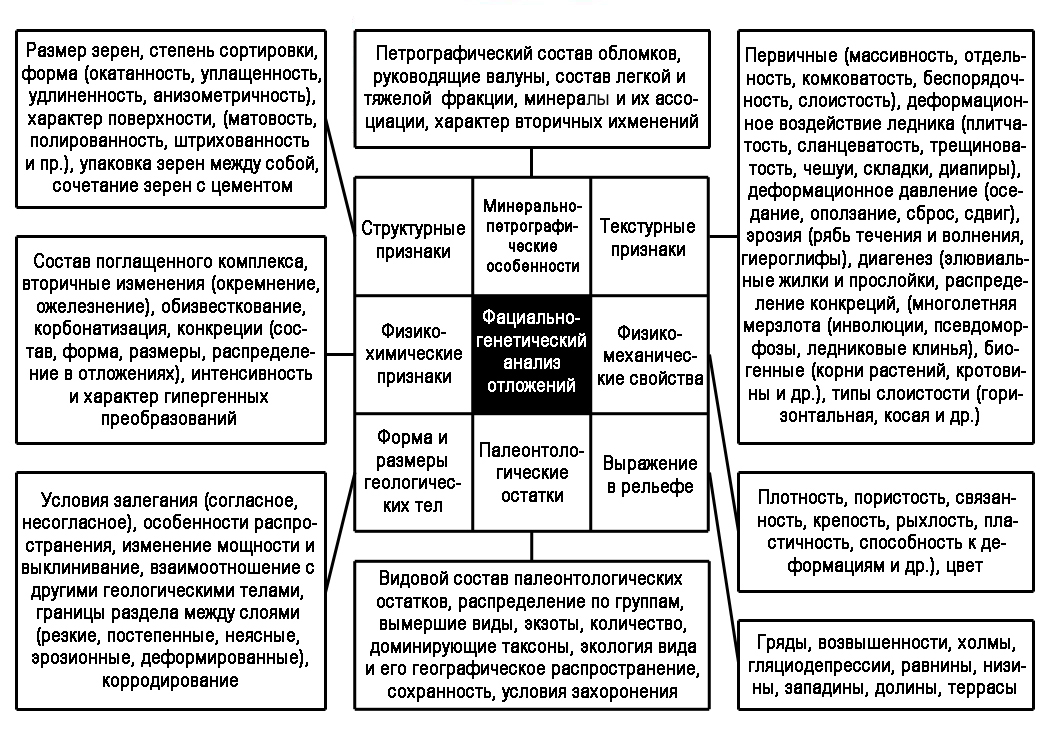 Размер зерен, степень сортировки,
форма (окатанность, уплащенность,
удлиненность, анизометричность),
характер поверхности, (матовость,
полированность, штрихованность
и пр.), упаковка зерен между собой,
сочетание зерен с цементом
Петрографический состав обломков,
руководящие валуны, состав легкой и
тяжелой фракции, минералы и их ассо-
циации, характер вторичных ихменений
Первичные (массивность, отдель-
ность, комковатость, беспорядоч-
ность, слоистость), деформацион-
ное воздействие ледника (плитча-
тость, сланцеватость, трещинова-
тость, чешуи, складки, диапиры),
деформационное давление (осе-
дание, оползание, сброс, сдвиг),
эрозия (рябь течения и волнения,
гиероглифы), диагенез (элювиаль-
ные жилки и прослойки, распреде-
ление конкреций, (многолетняя
мерзлота (инволюции, псевдомор-
фозы, ледниковые клинья), био-
генные (корни растений, кротови-
ны и др.), типы слоистости (гори-
зонтальная, косая и др.)
Структурные
признаки
Минерально-
петрографи-
ческие
особенности
Текстурные
признаки
Состав поглащенного комплекса,
вторичные изменения (окремнение,
ожелезнение), обизвесткование,
корбонатизация, конкреции (сос-
тав, форма, размеры, распределе-
ние в отложениях), интенсивность
и характер гипергенных
преобразований
Физико-
химические
признаки
Фациально-
генетический
анализ
отложений
Физико-
механичес-
кие свойства
Форма и
размеры
геологичес-
ких тел
Палеонтоло-
гические
остатки
Выражение
в рельефе
Условия залегания (согласное,
несогласное), особенности распро-
странения, изменение мощности и
выклинивание, взаимоотношение с
другими геологическими телами,
границы раздела между слоями
(резкие, постепенные, неясные,
эрозионные, деформированные),
корродирование
Видовой состав палеонтологических
остатков, распределение по группам,
вымершие виды, экзоты, количество,
доминирующие таксоны, экология вида
и его географическое распространение,
сохранность, условия захоронения
Плотность, пористость, связан-
ность, крепость, рыхлость, пла-
стичность, способность к де-
формациям и др.), цвет
Гряды, возвышенности, холмы,
гляциодепрессии, равнины, низи-
ны, западины, долины, террасы